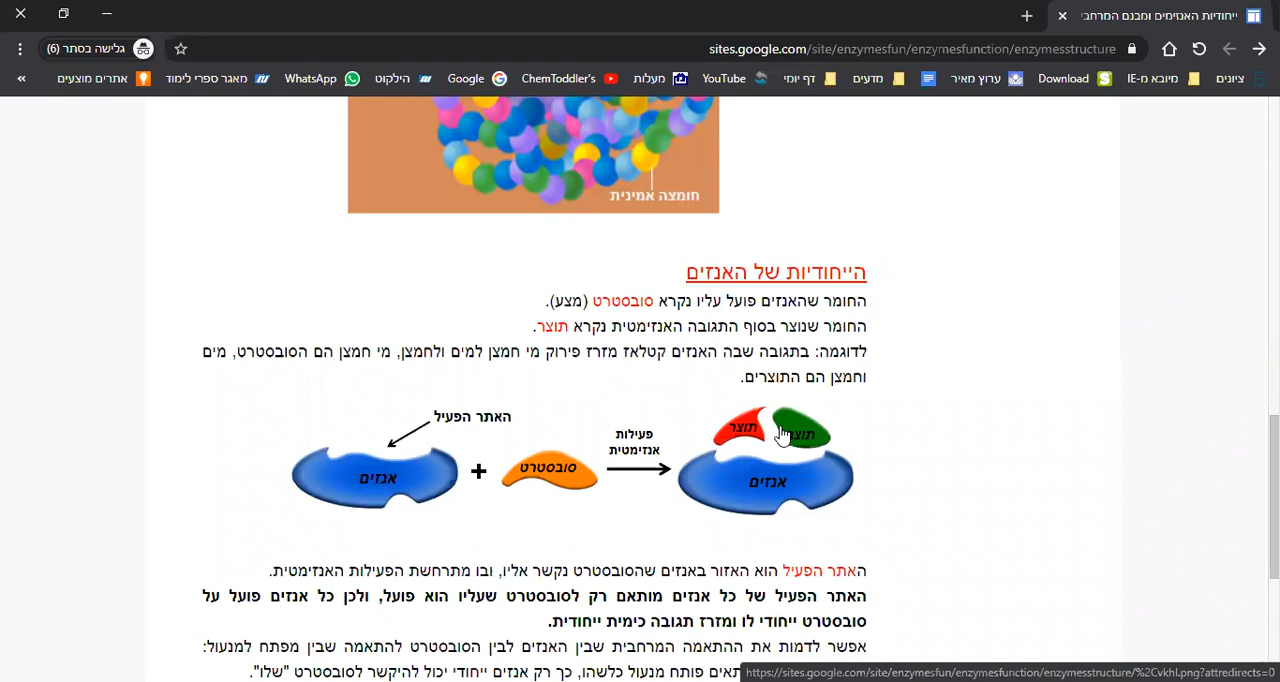 ייחודיות האנזימים ומבנם המרחבי
sites.google.com/site/enzymesfun/enzymesfunction/enzymesstructure
גלישה בסתר (6)
ציונים
מיובא מ-IE
Download
ערוץ מאיר
מדעים
דף יומי
YouTube
מעלות
ChemToddler's
Google
הילקוט
WhatsApp
מאגר ספרי לימוד
אתרים מוצעים
»
חומצה אמינית
הייחודיות של האנזים
החומר שהאנזים פועל עליו נקרא סובסטרט (מצע).
החומר שנוצר בסוף התגובה האנזימטית נקרא תוצר.
לדוגמה: בתגובה שבה האנזים קטלאז מזרז פירוק מי חמצן למים ולחמצן, מי חמצן הם הסובסטרט, מים
וחמצן הם התוצרים.
האתר הפעיל
אנזים
+
סובסטרט
פעילות
אנזימטית
תוצר
תוצר
אנזים
האתר הפעיל הוא האזור באנזים שהסובסטרט נקשר אליו, ובו מתרחשת הפעילות האנזימטית.
האתר הפעיל של כל אנזים מותאם רק לסובסטרט שעליו הוא פועל, ולכן כל אנזים פועל על
סובסטרט ייחודי לו ומזרז תגובה כימית ייחודית.
אפשר לדמות את ההתאמה המרחבית שבין האנזים לבין הסובסטרט להתאמה שבין מפתח למנעול:
תאים פותח מנעול כלשהו, כך רק אנזים ייחודי יכול להיקשר לסובסטרט "שלו".
https://sites.google.com/site/enzymesfun/enzymesfunction/enzymesstructure/%2Cvkhl.png?attredirects=0